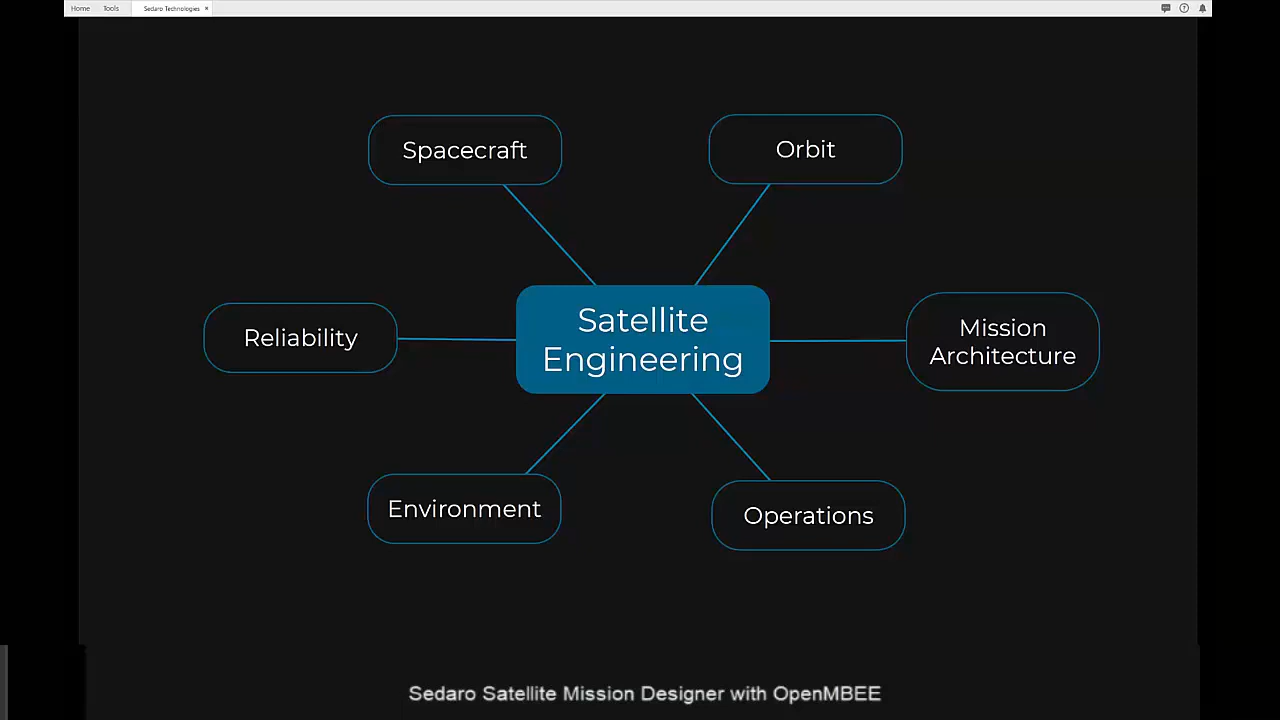 Home Tools Sedaro Technologies ×
Spacecraft
Orbit
Satellite
Engineering
Reliability
Mission
Architecture
Environment
Operations
Sedaro Satellite Mission Designer with OpenMBEE